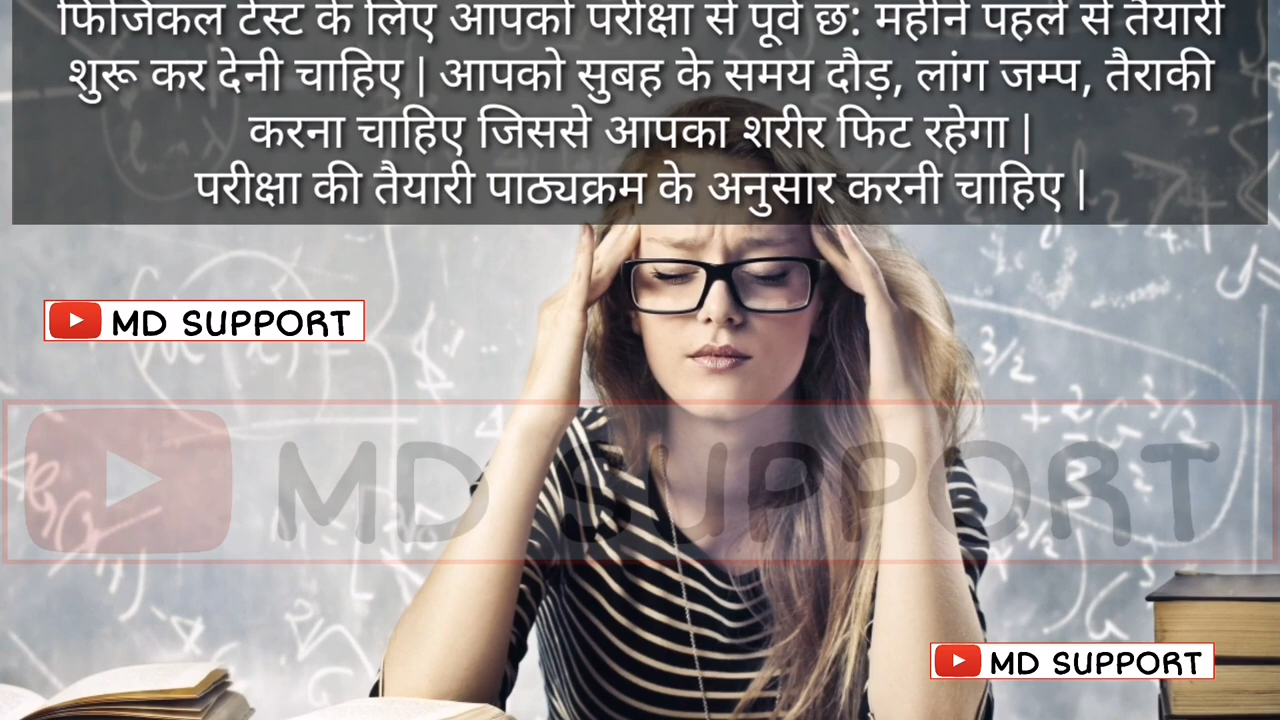 फिजिकल टेस्ट के लिए आपको परीक्षा से पूर्व छ: महीने पहले से तैयारी
शुरू कर देनी चाहिए | आपको सुबह के समय दौड़, लांग जम्प, तैराकी
करना चाहिए जिससे आपका शरीर फिट रहेगा |
परीक्षा की तैयारी पाठ्यक्रम के अनुसार करनी चाहिए |
MD SUPPORT
MD SUPPORT
MD SUPPORT